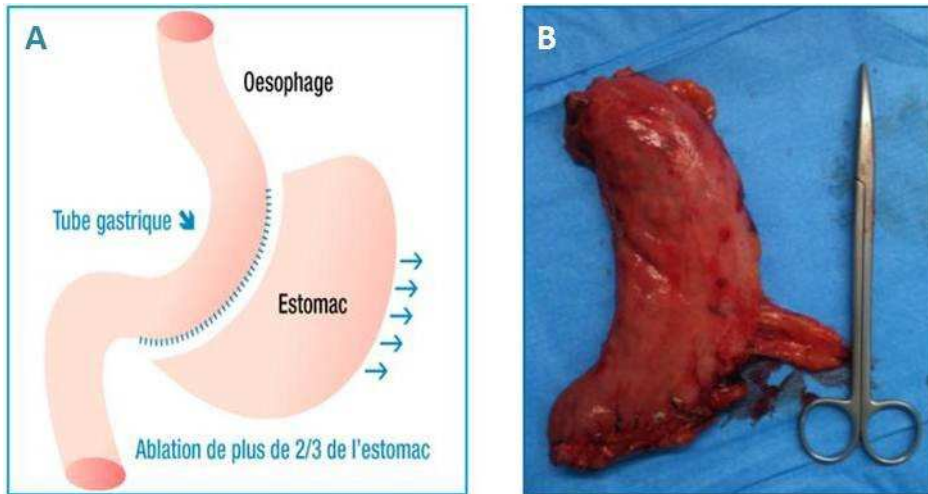 A
B
Oesophage
Tube gastrique
Estomac
Ablation de plus de 2/3 de l'estomac